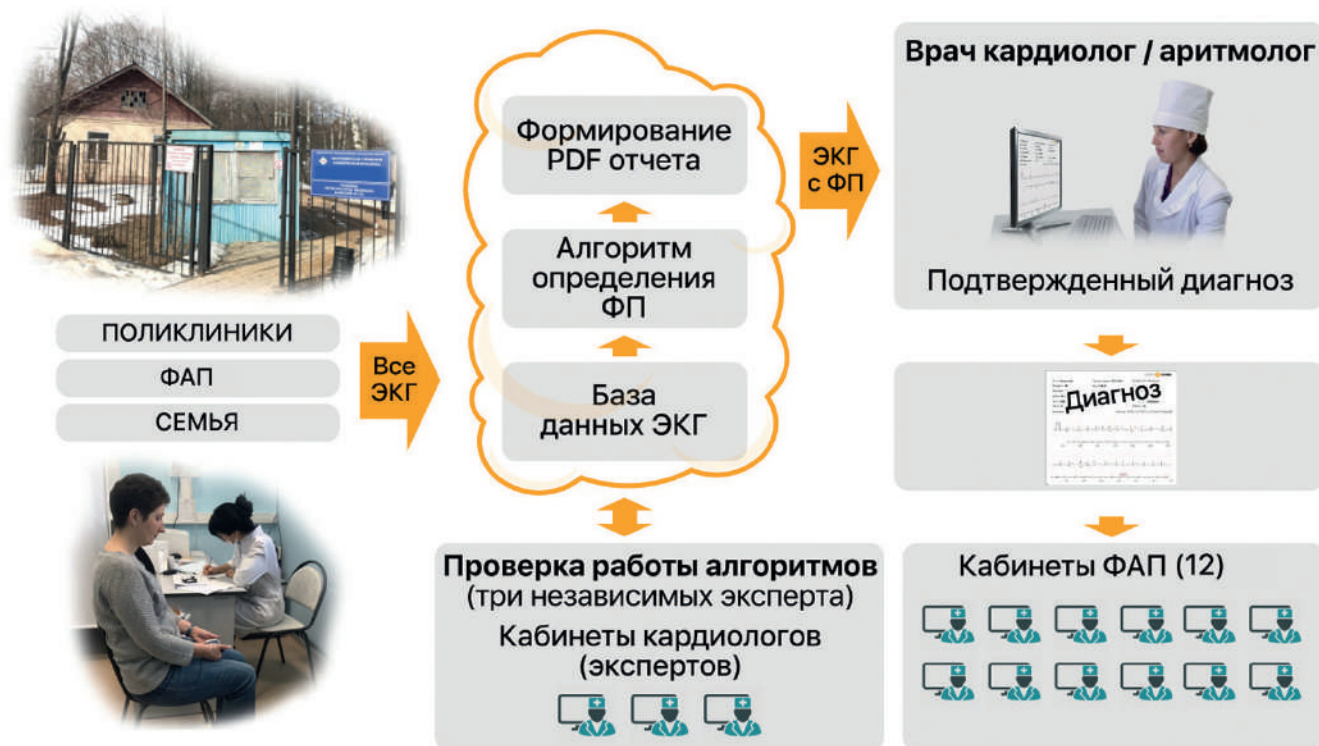 ПОЛИКЛИНИКИ
ФАП
СЕМЬЯ
Все
ЭКГ
Формирование
PDF отчета
Алгоритм
определения
ФП
База
данных ЭКГ
ЭКГ
с ФП
Врач кардиолог / аритмолог
Подтвержденный диагноз
Диагноз
Проверка работы алгоритмов
(три независимых эксперта)
Кабинеты кардиологов
(экспертов)
Кабинеты ФАП (12)